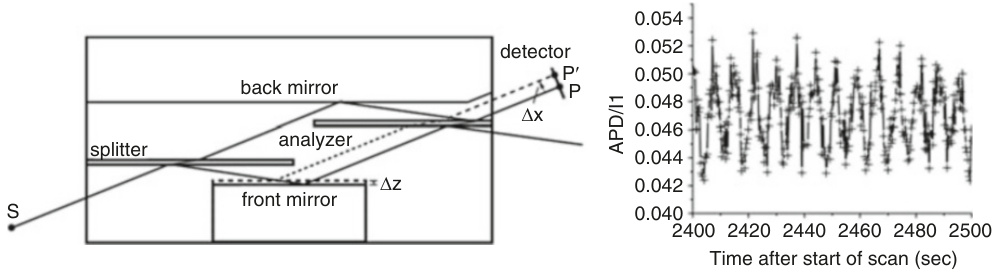 detector
P′
P
back mirror
Δx
analyzer
splitter
Δz
front mirror
S
APD/I1
0.054
0.052
0.050
0.048
0.046
0.044
0.042
0.040
2400 2420 2440 2460 2480 2500
Time after start of scan (sec)